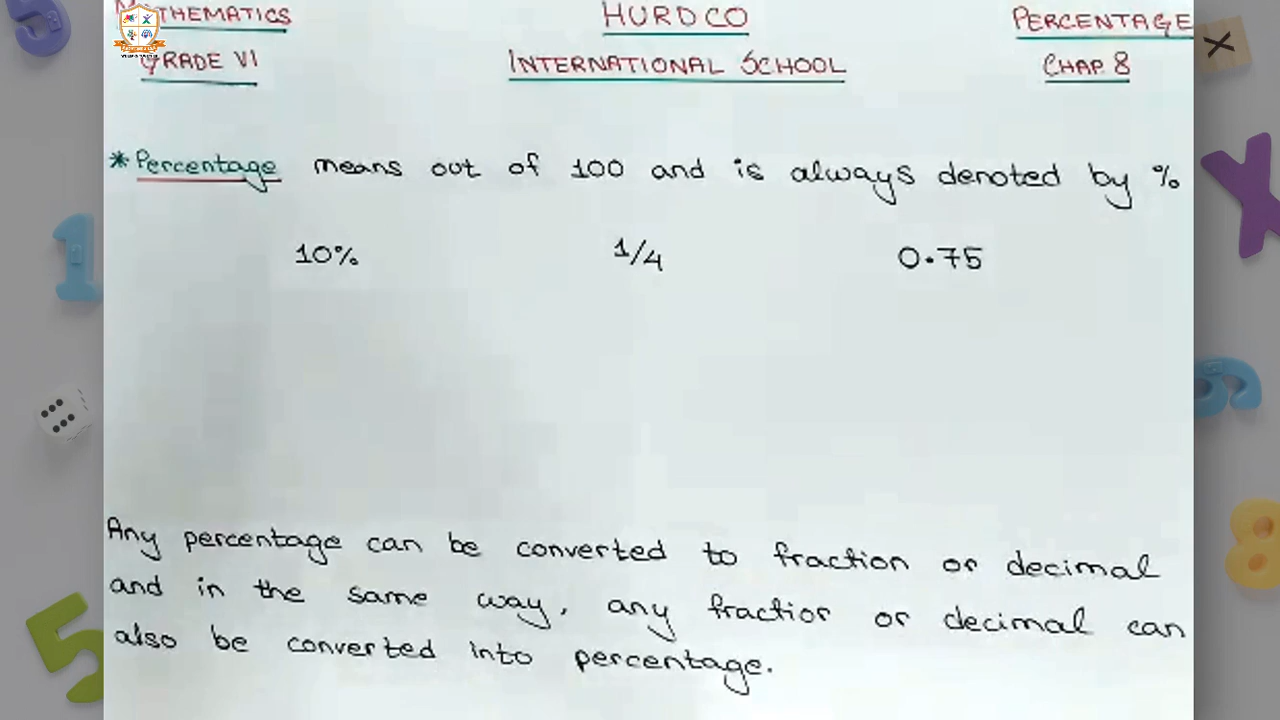 MATHEMATICS HURDCO PERCENTAGE
GRADE VI INTERNATIONAL SCHOOL CHAP. 8
* Percentage means out of 100 and is always denoted by %
10% 1/4 0.75
Any percentage can be converted to fraction or decimal
and in the same way, any fraction or decimal can
also be converted into percentage.